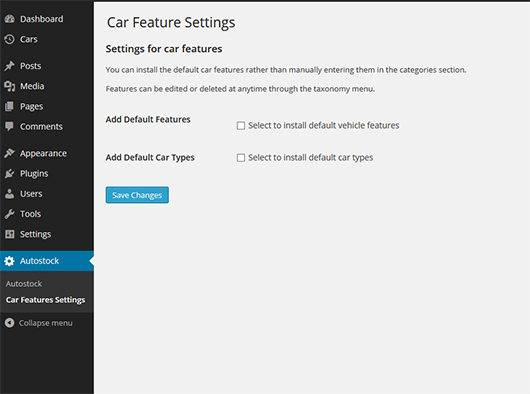 Dashboard
Cars
Posts
Media
Pages
Comments
Appearance
Plugins
Users
Tools
Settings
Autostock
Autostock
Car Features Settings
Collapse menu
Car Feature Settings
Settings for car features
You can install the default car features rather than manually entering them in the categories section.
Features can be edited or deleted at anytime through the taxonomy menu.
Add Default Features
Select to install default vehicle features
Add Default Car Types
Select to install default car types
Save Changes